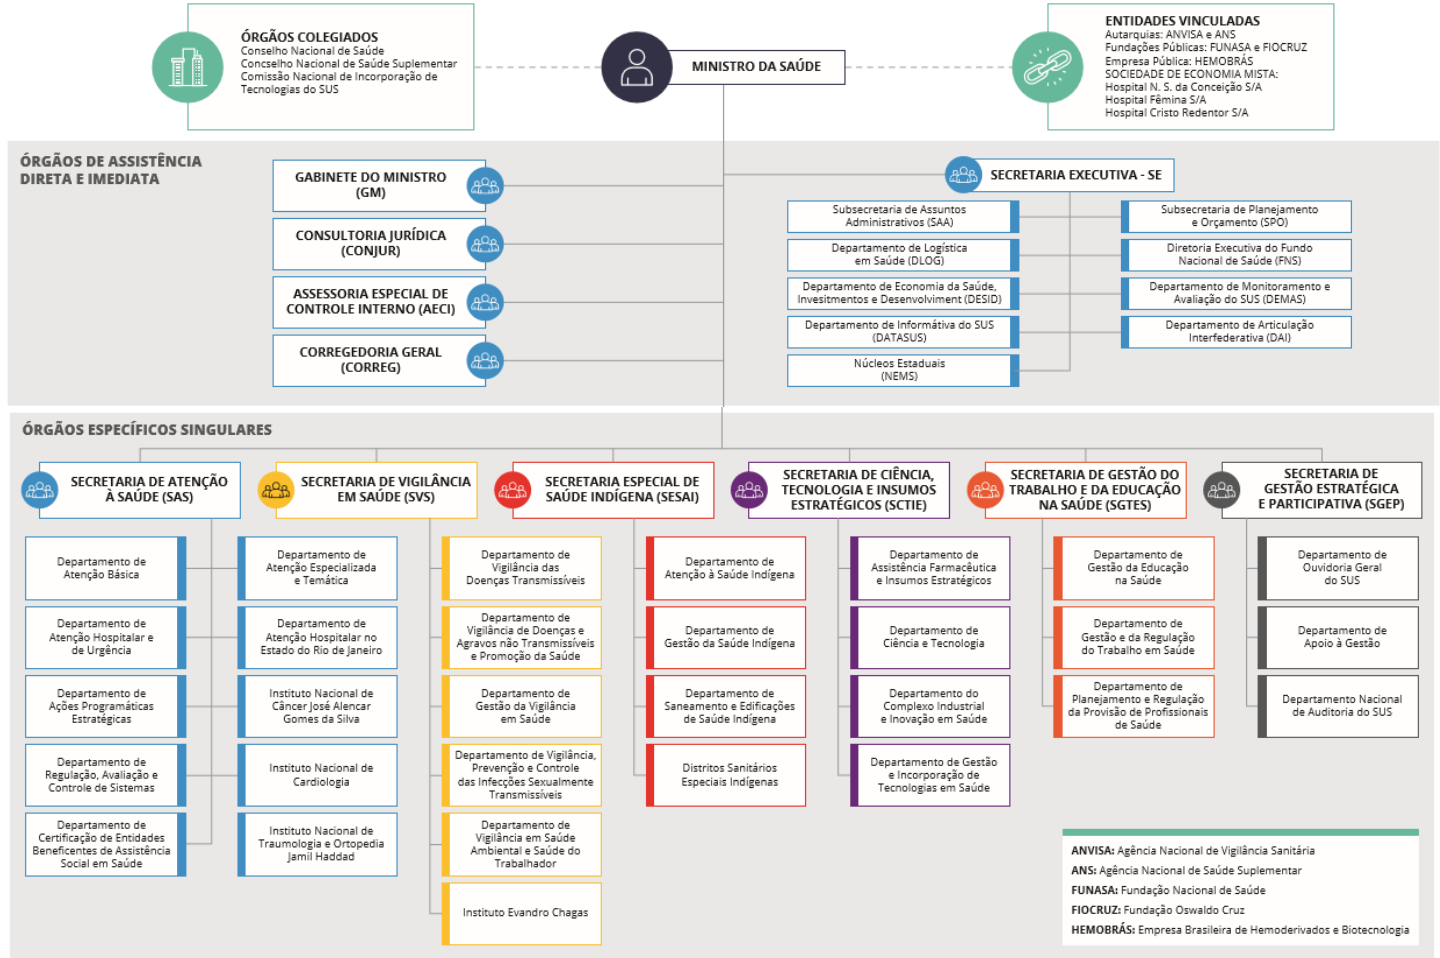 ÓRGÃOS COLEGIADOS
Conselho Nacional de Saúde
Concselho Nacional de Saúde Suplementar
Comissão Nacional de Incorporação de
Tecnologias do SUS
MINISTRO DA SAÚDE
ENTIDADES VINCULADAS
Autarquias: ANVISA e ANS
Fundações Públicas: FUNASA e FIOCRUZ
Empresa Pública: HEMOBRÁS
SOCIEDADE DE ECONOMIA MISTA:
Hospital N. S. da Conceição S/A
Hospital Fêmina S/A
Hospital Cristo Redentor S/A
ÓRGÃOS DE ASSISTÊNCIA
DIRETA E IMEDIATA
GABINETE DO MINISTRO
(GM)
CONSULTORIA JURÍDICA
(CONJUR)
ASSESSORIA ESPECIAL DE
CONTROLE INTERNO (AECI)
CORREGEDORIA GERAL
(CORREG)
SECRETARIA EXECUTIVA - SE
Subsecretaria de Assuntos
Administrativos (SAA)
Departamento de Logística
em Saúde (DLOG)
Departamento de Economia da Saúde,
Invesitmentos e Desenvolviment (DESID)
Departamento de Informátiva do SUS
(DATASUS)
Núcleos Estaduais
(NEMS)
Subsecretaria de Planejamento
e Orçamento (SPO)
Diretoria Executiva do Fundo
Nacional de Saúde (FNS)
Departamento de Monitoramento e
Avaliação do SUS (DEMAS)
Departamento de Articulação
Interfederativa (DAI)
ÓRGÃOS ESPECÍFICOS SINGULARES
SECRETARIA DE ATENÇÃO
À SAÚDE (SAS)
Departamento de
Atenção Básica
Departamento de
Atenção Hospitalar e
de Urgência
Departamento de
Ações Programáticas
Estratégicas
Departamento de
Regulação, Avaliação e
Controle de Sistemas
Departamento de
Certificação de Entidades
Beneficentes de Assistência
Social em Saúde
Departamento de
Atenção Especializada
e Temática
Departamento de
Atenção Hospitalar no
Estado do Rio de Janeiro
Instituto Nacional de
Câncer José Alencar
Gomes da Silva
Instituto Nacional de
Cardiologia
Instituto Nacional de
Traumologia e Ortopedia
Jamil Haddad
SECRETARIA DE VIGILÂNCIA
EM SAÚDE (SVS)
Departamento de
Vigilância das
Doenças Transmissíveis
Departamento de
Vigilância de Doenças e
Agravos não Transmissíveis
e Promoção da Saúde
Departamento de
Gestão da Vigilância
em Saúde
Departamento de Vigilância,
Prevenção e Controle
das Infecções Sexualmente
Transmissíveis
Departamento de
Vigilância em Saúde
Ambiental e Saúde do
Trabalhador
Instituto Evandro Chagas
SECRETARIA ESPECIAL DE
SAÚDE INDÍGENA (SESAI)
Departamento de
Atenção à Saúde Indígena
Departamento de
Gestão da Saúde Indígena
Departamento de
Saneamento e Edificações
de Saúde Indígena
Distritos Sanitários
Especiais Indígenas
SECRETARIA DE CIÊNCIA,
TECNOLOGIA E INSUMOS
ESTRATÉGICOS (SCTIE)
Departamento de
Assistência Farmacêutica
e Insumos Estratégicos
Departamento de
Ciência e Tecnologia
Departamento do
Complexo Industrial
e Inovação em Saúde
Departamento de Gestão
e Incorporação de
Tecnologias em Saúde
SECRETARIA DE GESTÃO DO
TRABALHO E DA EDUCAÇÃO
NA SAÚDE (SGTES)
Departamento de
Gestão da Educação
na Saúde
Departamento de
Gestão e da Regulação
do Trabalho em Saúde
Departamento de
Planejamento e Regulação
da Provisão de Profissionais
de Saúde
SECRETARIA DE
GESTÃO ESTRATÉGICA
E PARTICIPATIVA (SGEP)
Departamento de
Ouvidoria Geral
do SUS
Departamento de
Apoio à Gestão
Departamento Nacional
de Auditoria do SUS
ANVISA: Agência Nacional de Vigilância Sanitária
ANS: Agência Nacional de Saúde Suplementar
FUNASA: Fundação Nacional de Saúde
FIOCRUZ: Fundação Oswaldo Cruz
HEMOBRÁS: Empresa Brasileira de Hemoderivados e Biotecnologia